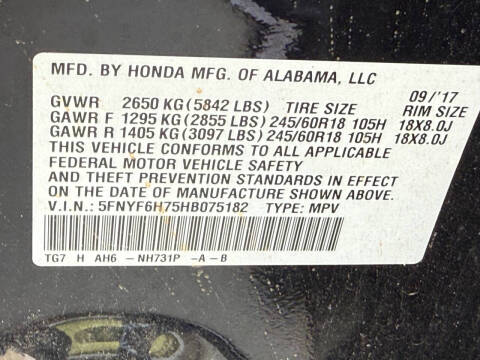 MFD. BY HONDA MFG. OF ALABAMA, LLC 09/'17
GVWR 2650 KG (5842 LBS) TIRE SIZE RIM SIZE
GAWR F 1295 KG (2855 LBS) 245/60R18 105H 18X8.0J
GAWR R 1405 KG (3097 LBS) 245/60R18 105H 18X8.0J
THIS VEHICLE CONFORMS TO ALL APPLICABLE
FEDERAL MOTOR VEHICLE SAFETY
AND THEFT PREVENTION STANDARDS IN EFFECT
ON THE DATE OF MANUFACTURE SHOWN ABOVE.
V.I.N.: 5FNYF6H75HB075182 TYPE: MPV
TG7 H AH6 -NH731P -A-B